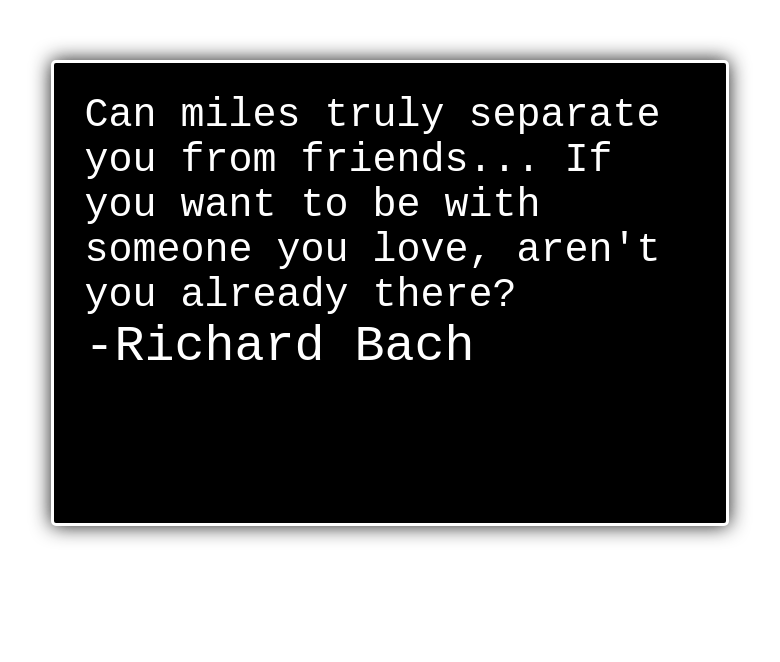 Can miles truly separate
you from friends... If
you want to be with
someone you love, aren't
you already there?
-Richard Bach